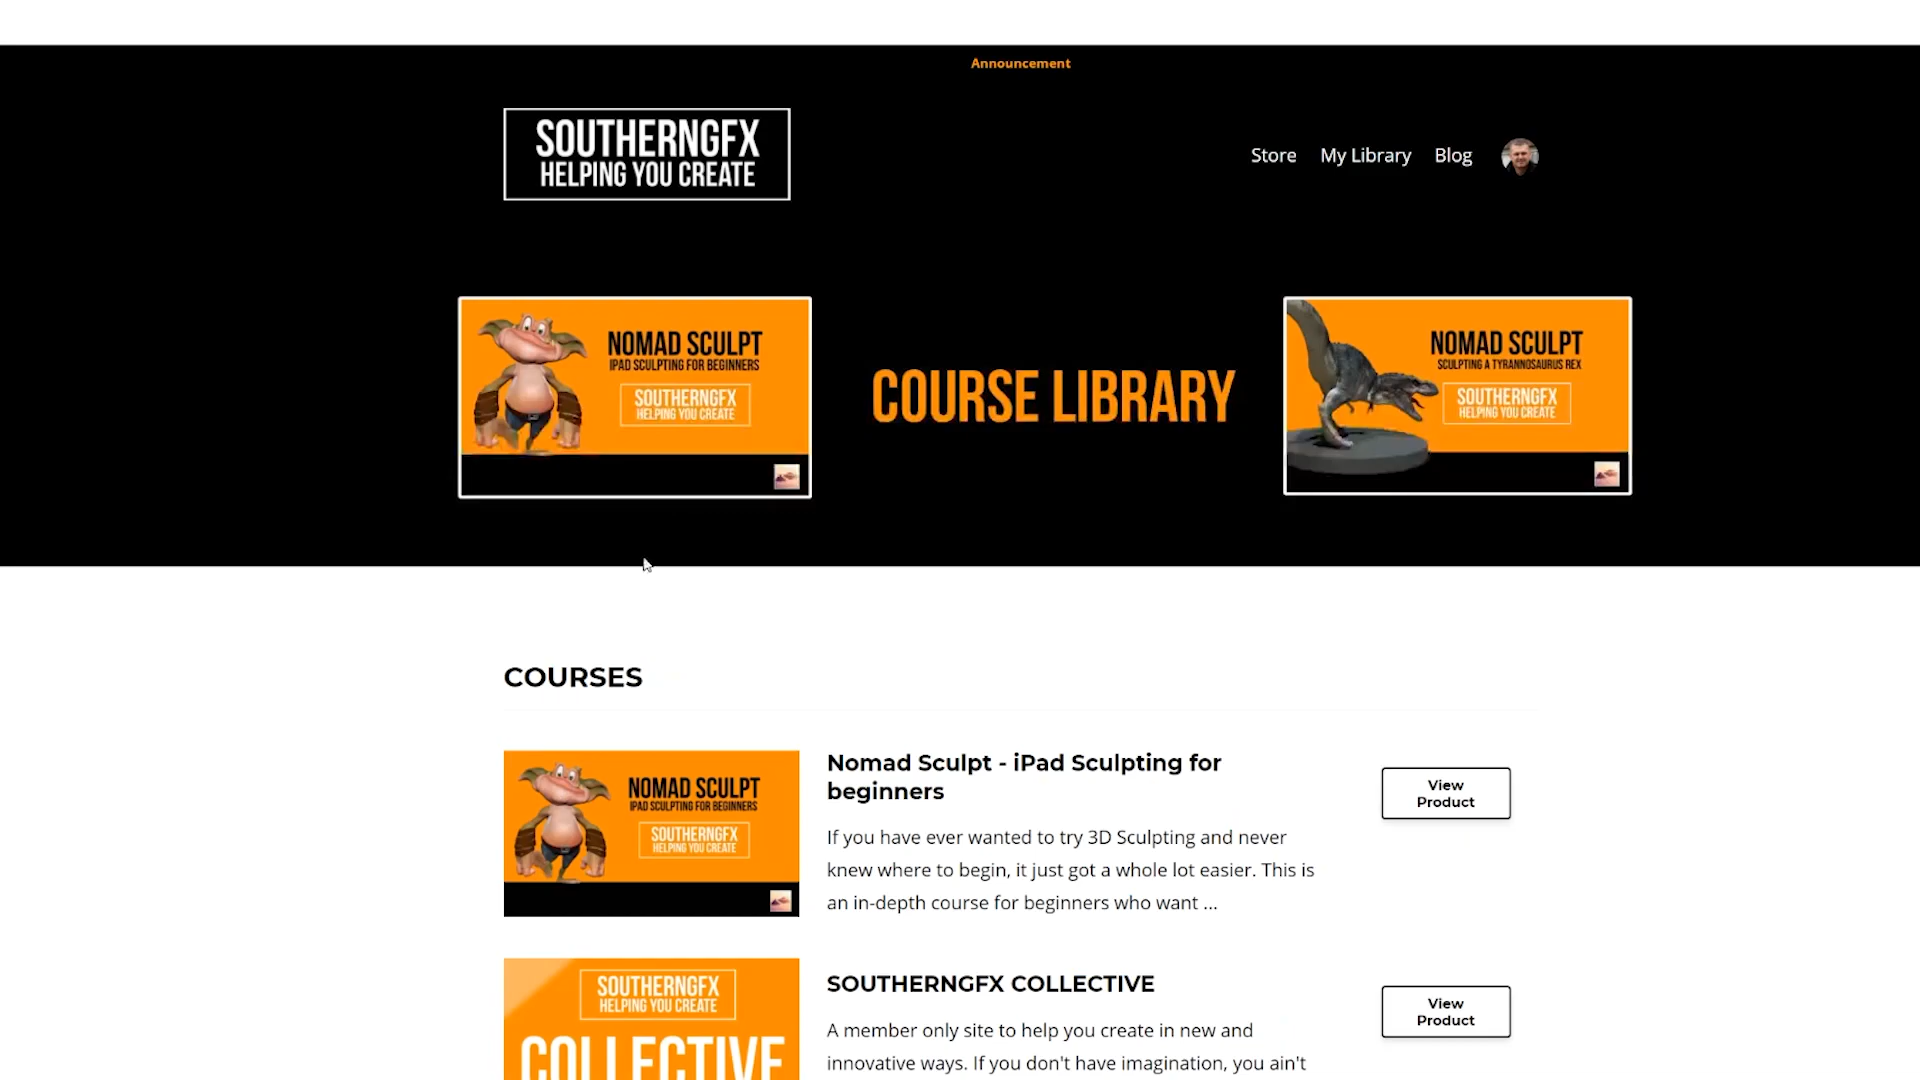 Announcement
SOUTHERNGFX
HELPING YOU CREATE
Store My Library Blog
NOMAD SCULPT
IPAD SCULPTING FOR BEGINNERS
SOUTHERNGFX
HELPING YOU CREATE
COURSE LIBRARY
NOMAD SCULPT
SCULPTING A TYRANNOSAURUS REX
SOUTHERNGFX
HELPING YOU CREATE
COURSES
NOMAD SCULPT
IPAD SCULPTING FOR BEGINNERS
SOUTHERNGFX
HELPING YOU CREATE
Nomad Sculpt - iPad Sculpting for
beginners
If you have ever wanted to try 3D Sculpting and never
knew where to begin, it just got a whole lot easier. This is
an in-depth course for beginners who want ...
View
Product
SOUTHERNGFX
HELPING YOU CREATE
COLLECTIVE
SOUTHERNGFX COLLECTIVE
A member only site to help you create in new and
innovative ways. If you don't have imagination, you ain't
View
Product